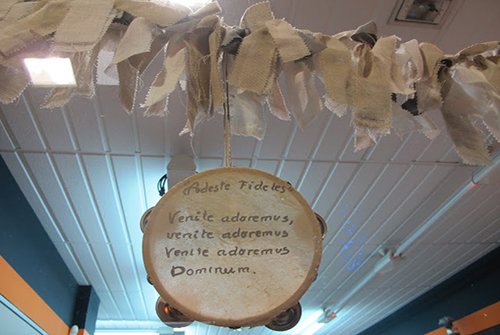 "Adeste Fideles"
Venite adoremus,
venite adoremus
Venite adoremus
Dominum.